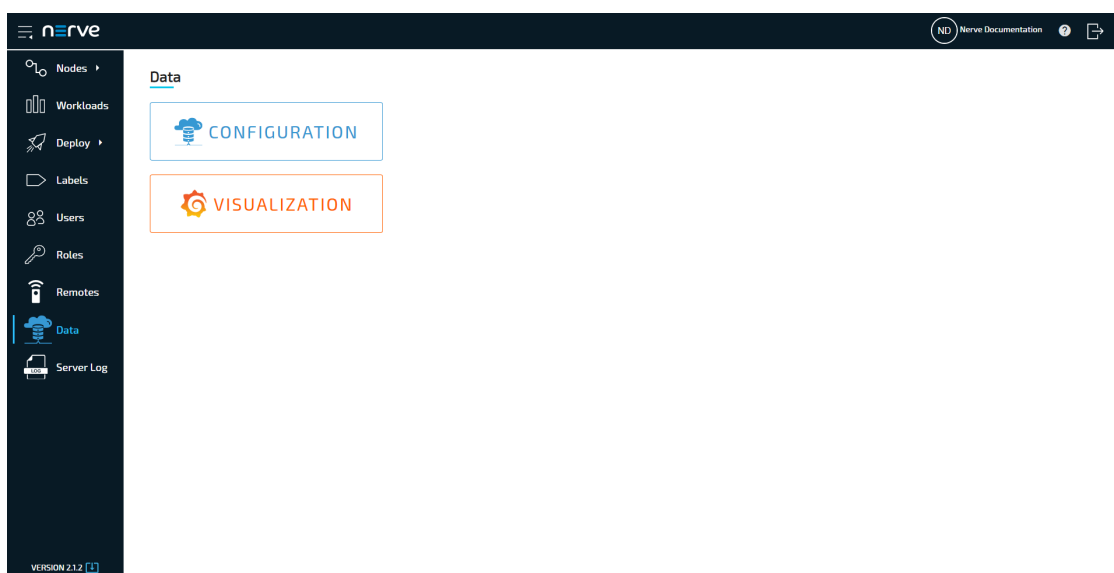 nerve
ND Nerve Documentation ?
Nodes
Data
Workloads
CONFIGURATION
Deploy
Labels
VISUALIZATION
Users
Roles
Remotes
Data
LOG Server Log
VERSION 2.1.2